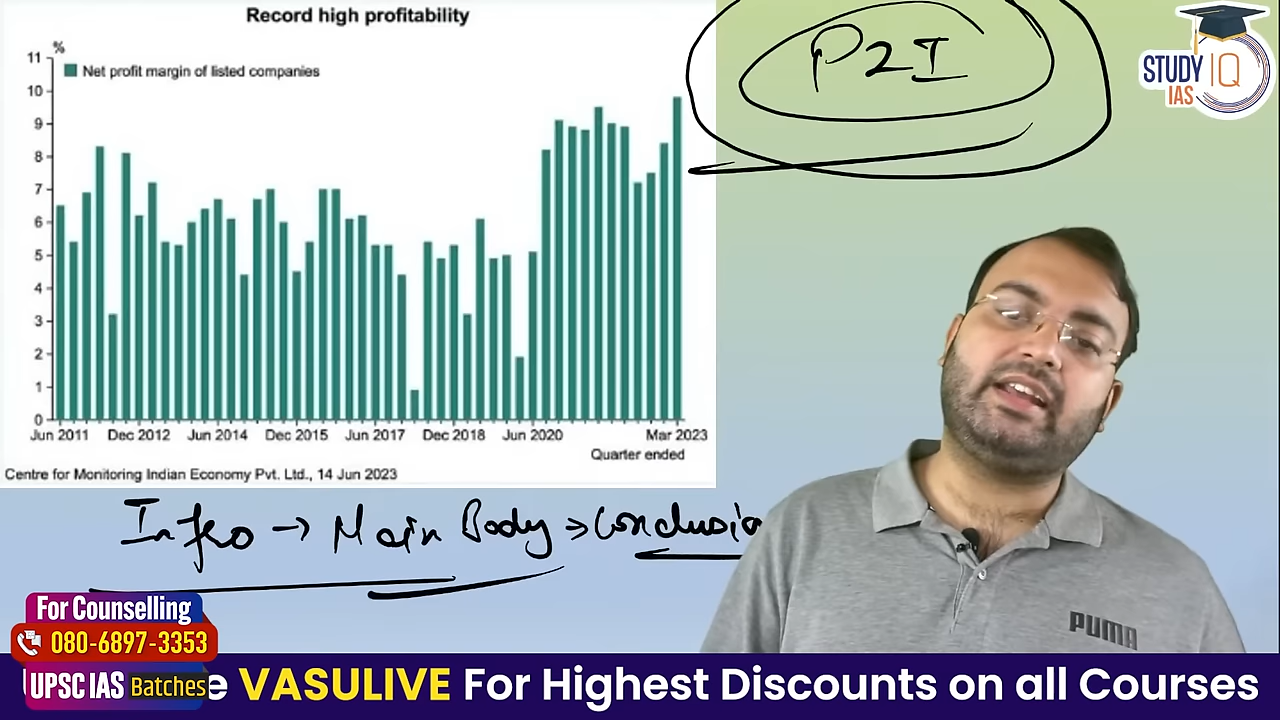 Record high profitability
%
Net profit margin of listed companies
11
10
9
8
7
6
5
4
3
2
1
0
Jun 2011 Dec 2012 Jun 2014 Dec 2015 Jun 2017 Dec 2018 Jun 2020 Mar 2023
Quarter ended
Centre for Monitoring Indian Economy Pvt. Ltd., 14 Jun 2023
P2I
STUDY IQ
IAS
Intro → Main Body → Conclusio
PUMA
For Counselling
080-6897-3353
UPSC IAS Batches
e VASULIVE For Highest Discounts on all Courses